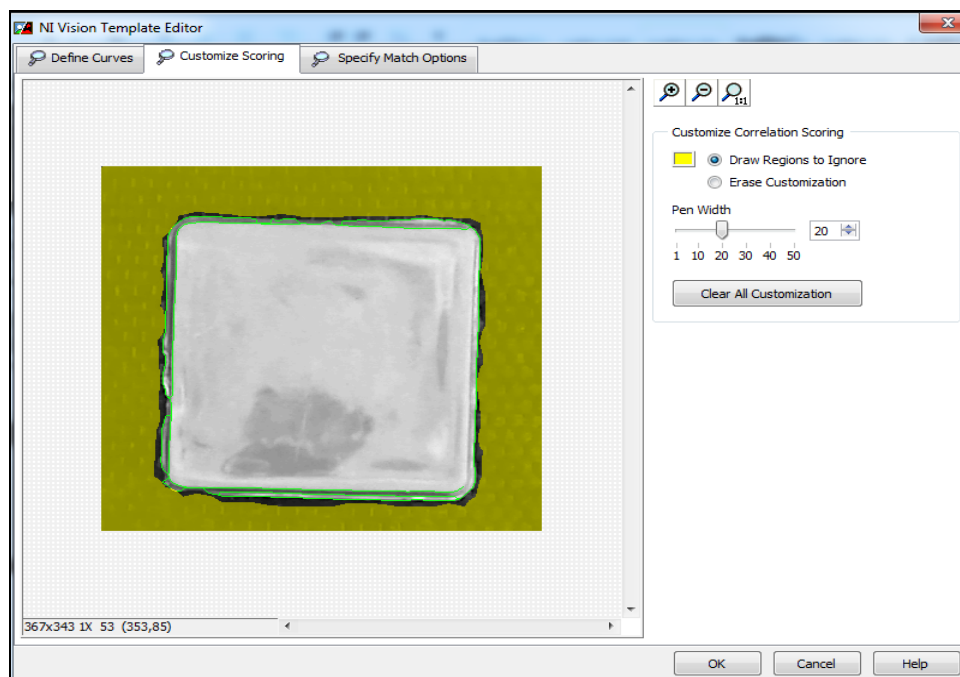 NI Vision Template Editor
Define Curves
Customize Scoring
Specify Match Options
1:1
Customize Correlation Scoring
Draw Regions to Ignore
Erase Customization
Pen Width
20
1 10 20 30 40 50
Clear All Customization
367x343 1X 53 (353,85)
OK Cancel Help